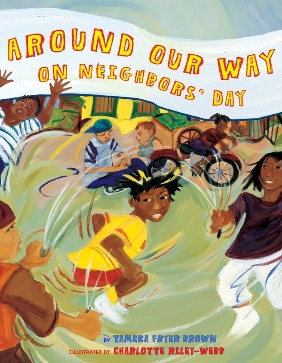 AROUND OUR WAY
ON NEIGHBORS' DAY
BY TAMEKA FRYER BROWN
ILLUSTRATED BY CHARLOTTE RILEY-WEBB